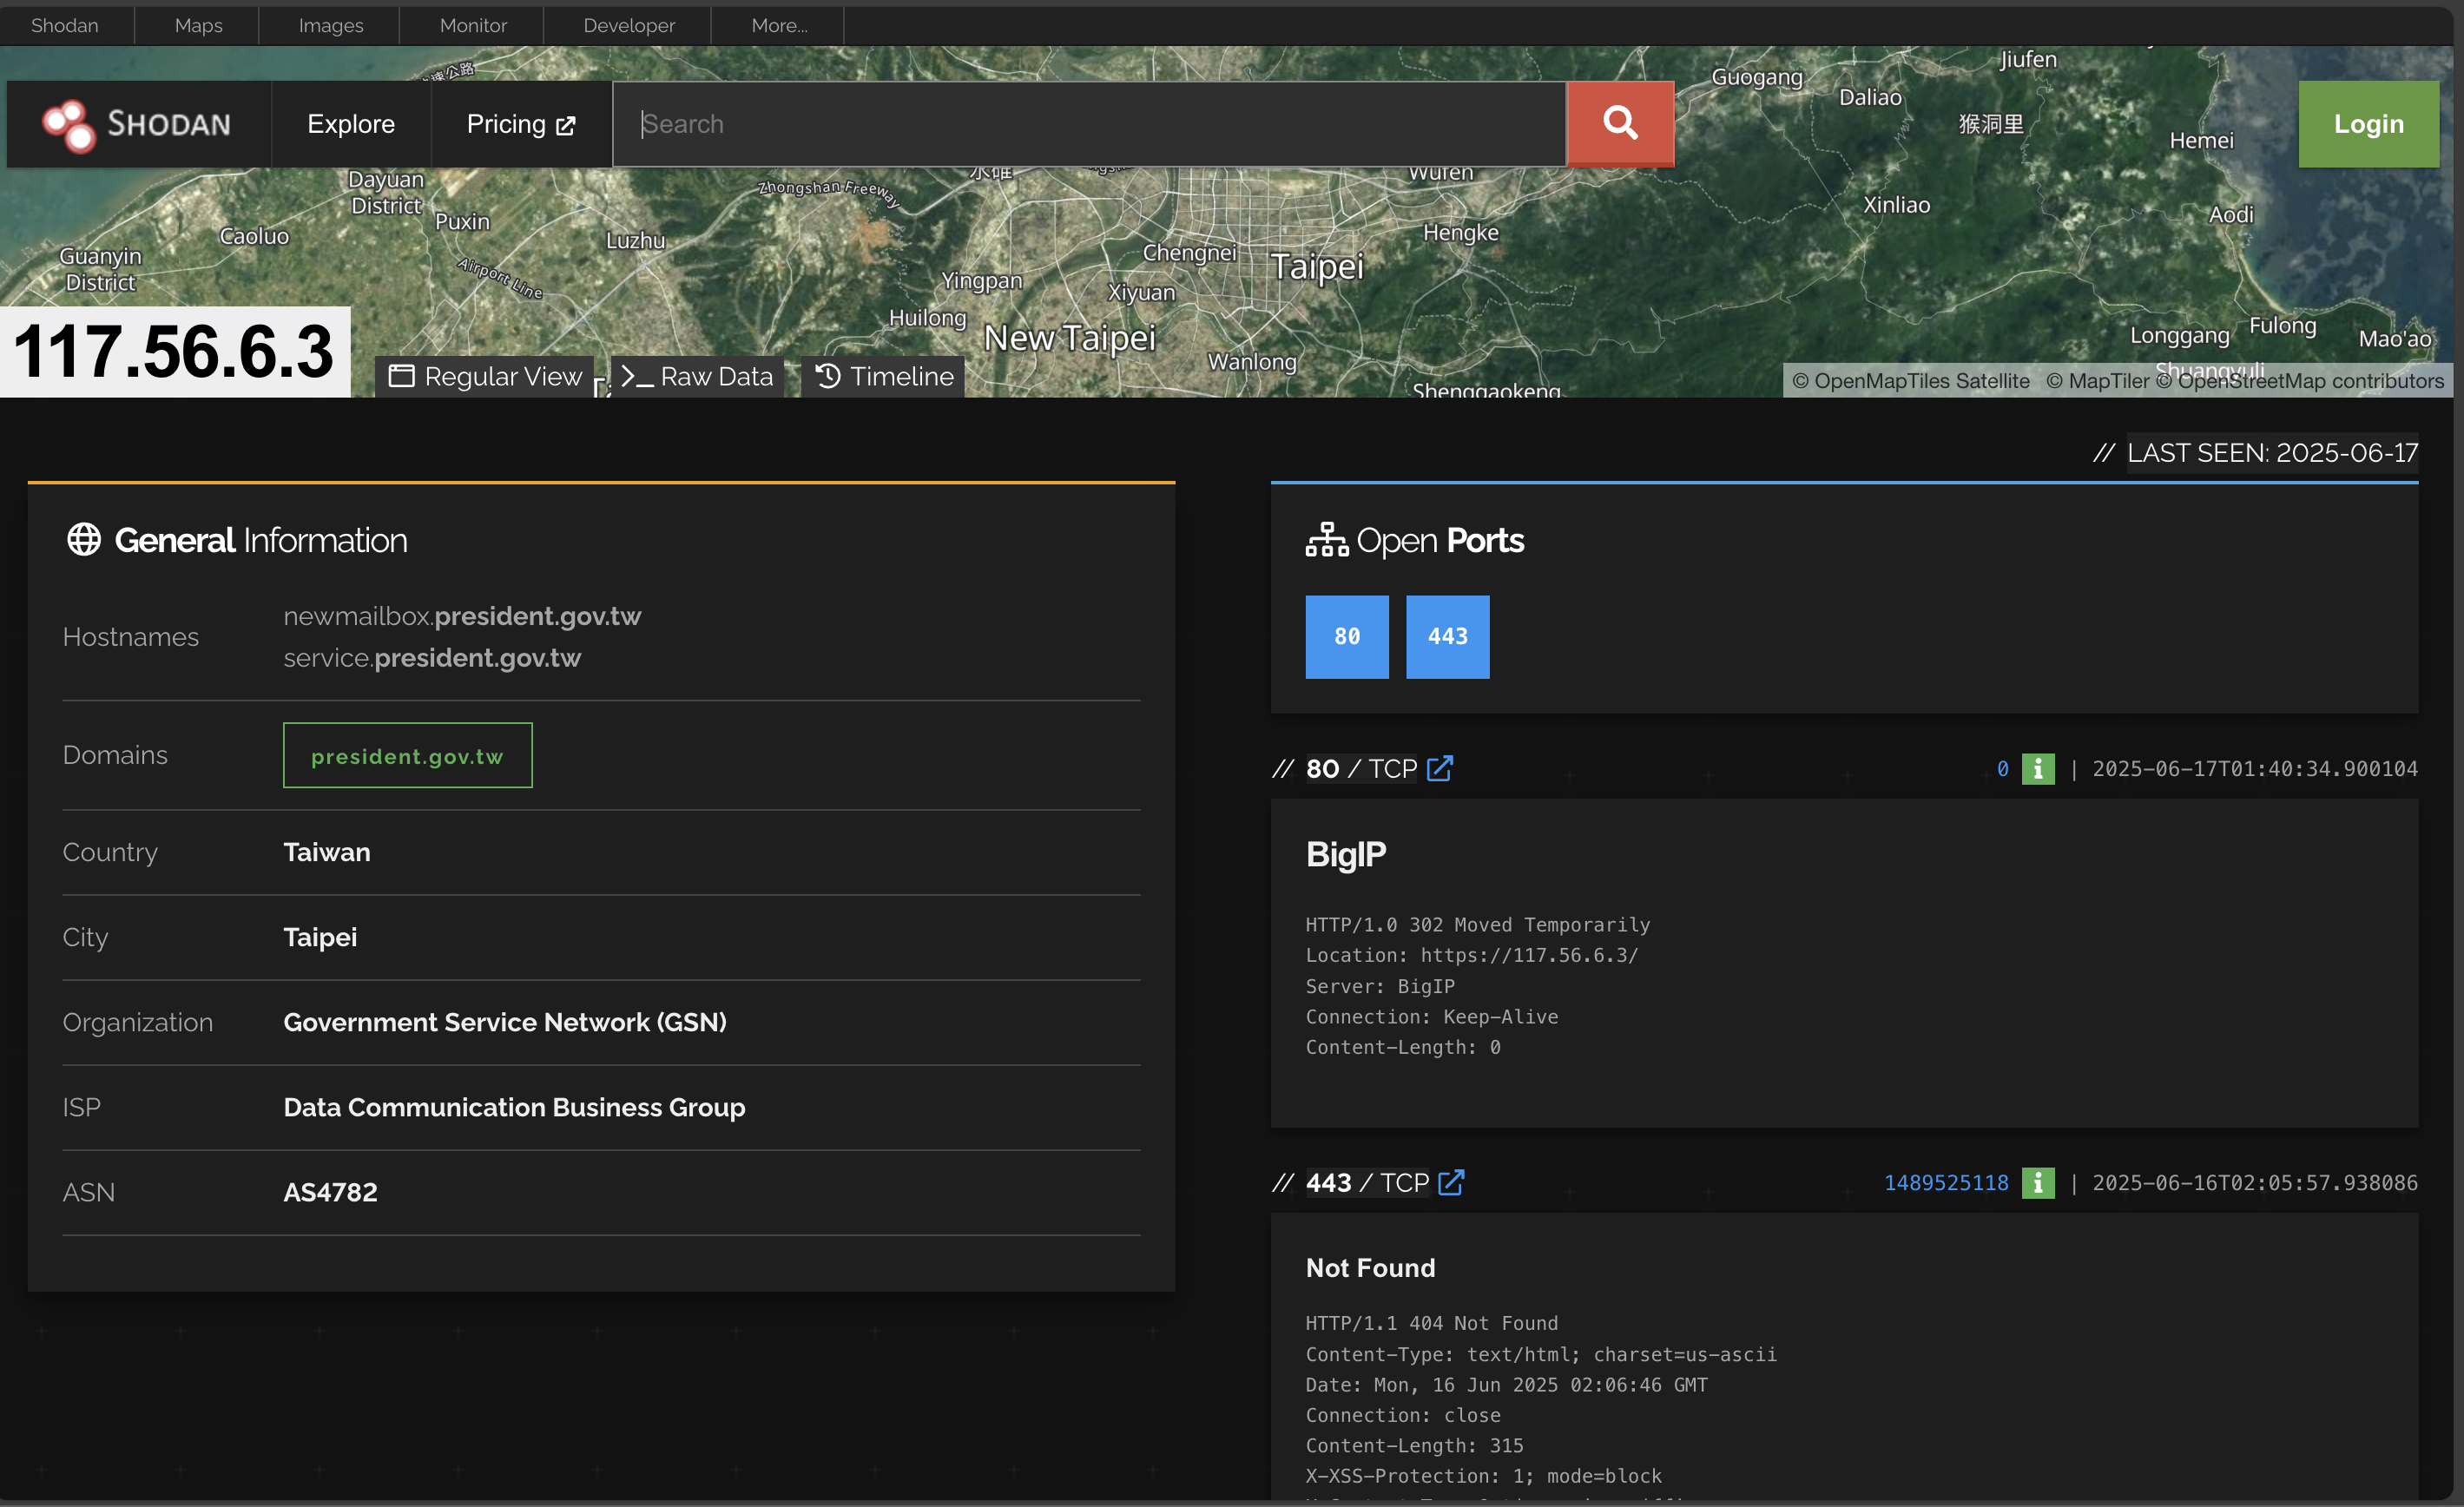 Shodan
Maps
Images
Monitor
Developer
More...
SHODAN
Explore
Pricing
Search
Login
Guogang
Jiufen
Daliao
猴洞里
Hemei
Dayuan
District
Puxin
Zhongshan Freeway
Wufen
Xinliao
Aodi
Caoluo
Luzhu
Chengnei
Hengke
Guanyin
District
Airport Line
Taipei
Yingpan
Xiyuan
Huilong
New Taipei
Wanlong
Longgang
Fulong
Mao'ao
Shuangyuli
Shenggaokeng
117.56.6.3
Regular View
Raw Data
Timeline
© OpenMapTiles Satellite © MapTiler © OpenStreetMap contributors
// LAST SEEN: 2025-06-17
General Information
Hostnames
newmailbox.president.gov.tw
service.president.gov.tw
Domains
president.gov.tw
Country
Taiwan
City
Taipei
Organization
Government Service Network (GSN)
ISP
Data Communication Business Group
ASN
AS4782
Open Ports
80
443
// 80 / TCP
0 i | 2025-06-17T01:40:34.900104
BigIP
HTTP/1.0 302 Moved Temporarily
Location: https://117.56.6.3/
Server: BigIP
Connection: Keep-Alive
Content-Length: 0
// 443 / TCP
1489525118 i | 2025-06-16T02:05:57.938086
Not Found
HTTP/1.1 404 Not Found
Content-Type: text/html; charset=us-ascii
Date: Mon, 16 Jun 2025 02:06:46 GMT
Connection: close
Content-Length: 315
X-XSS-Protection: 1; mode=block